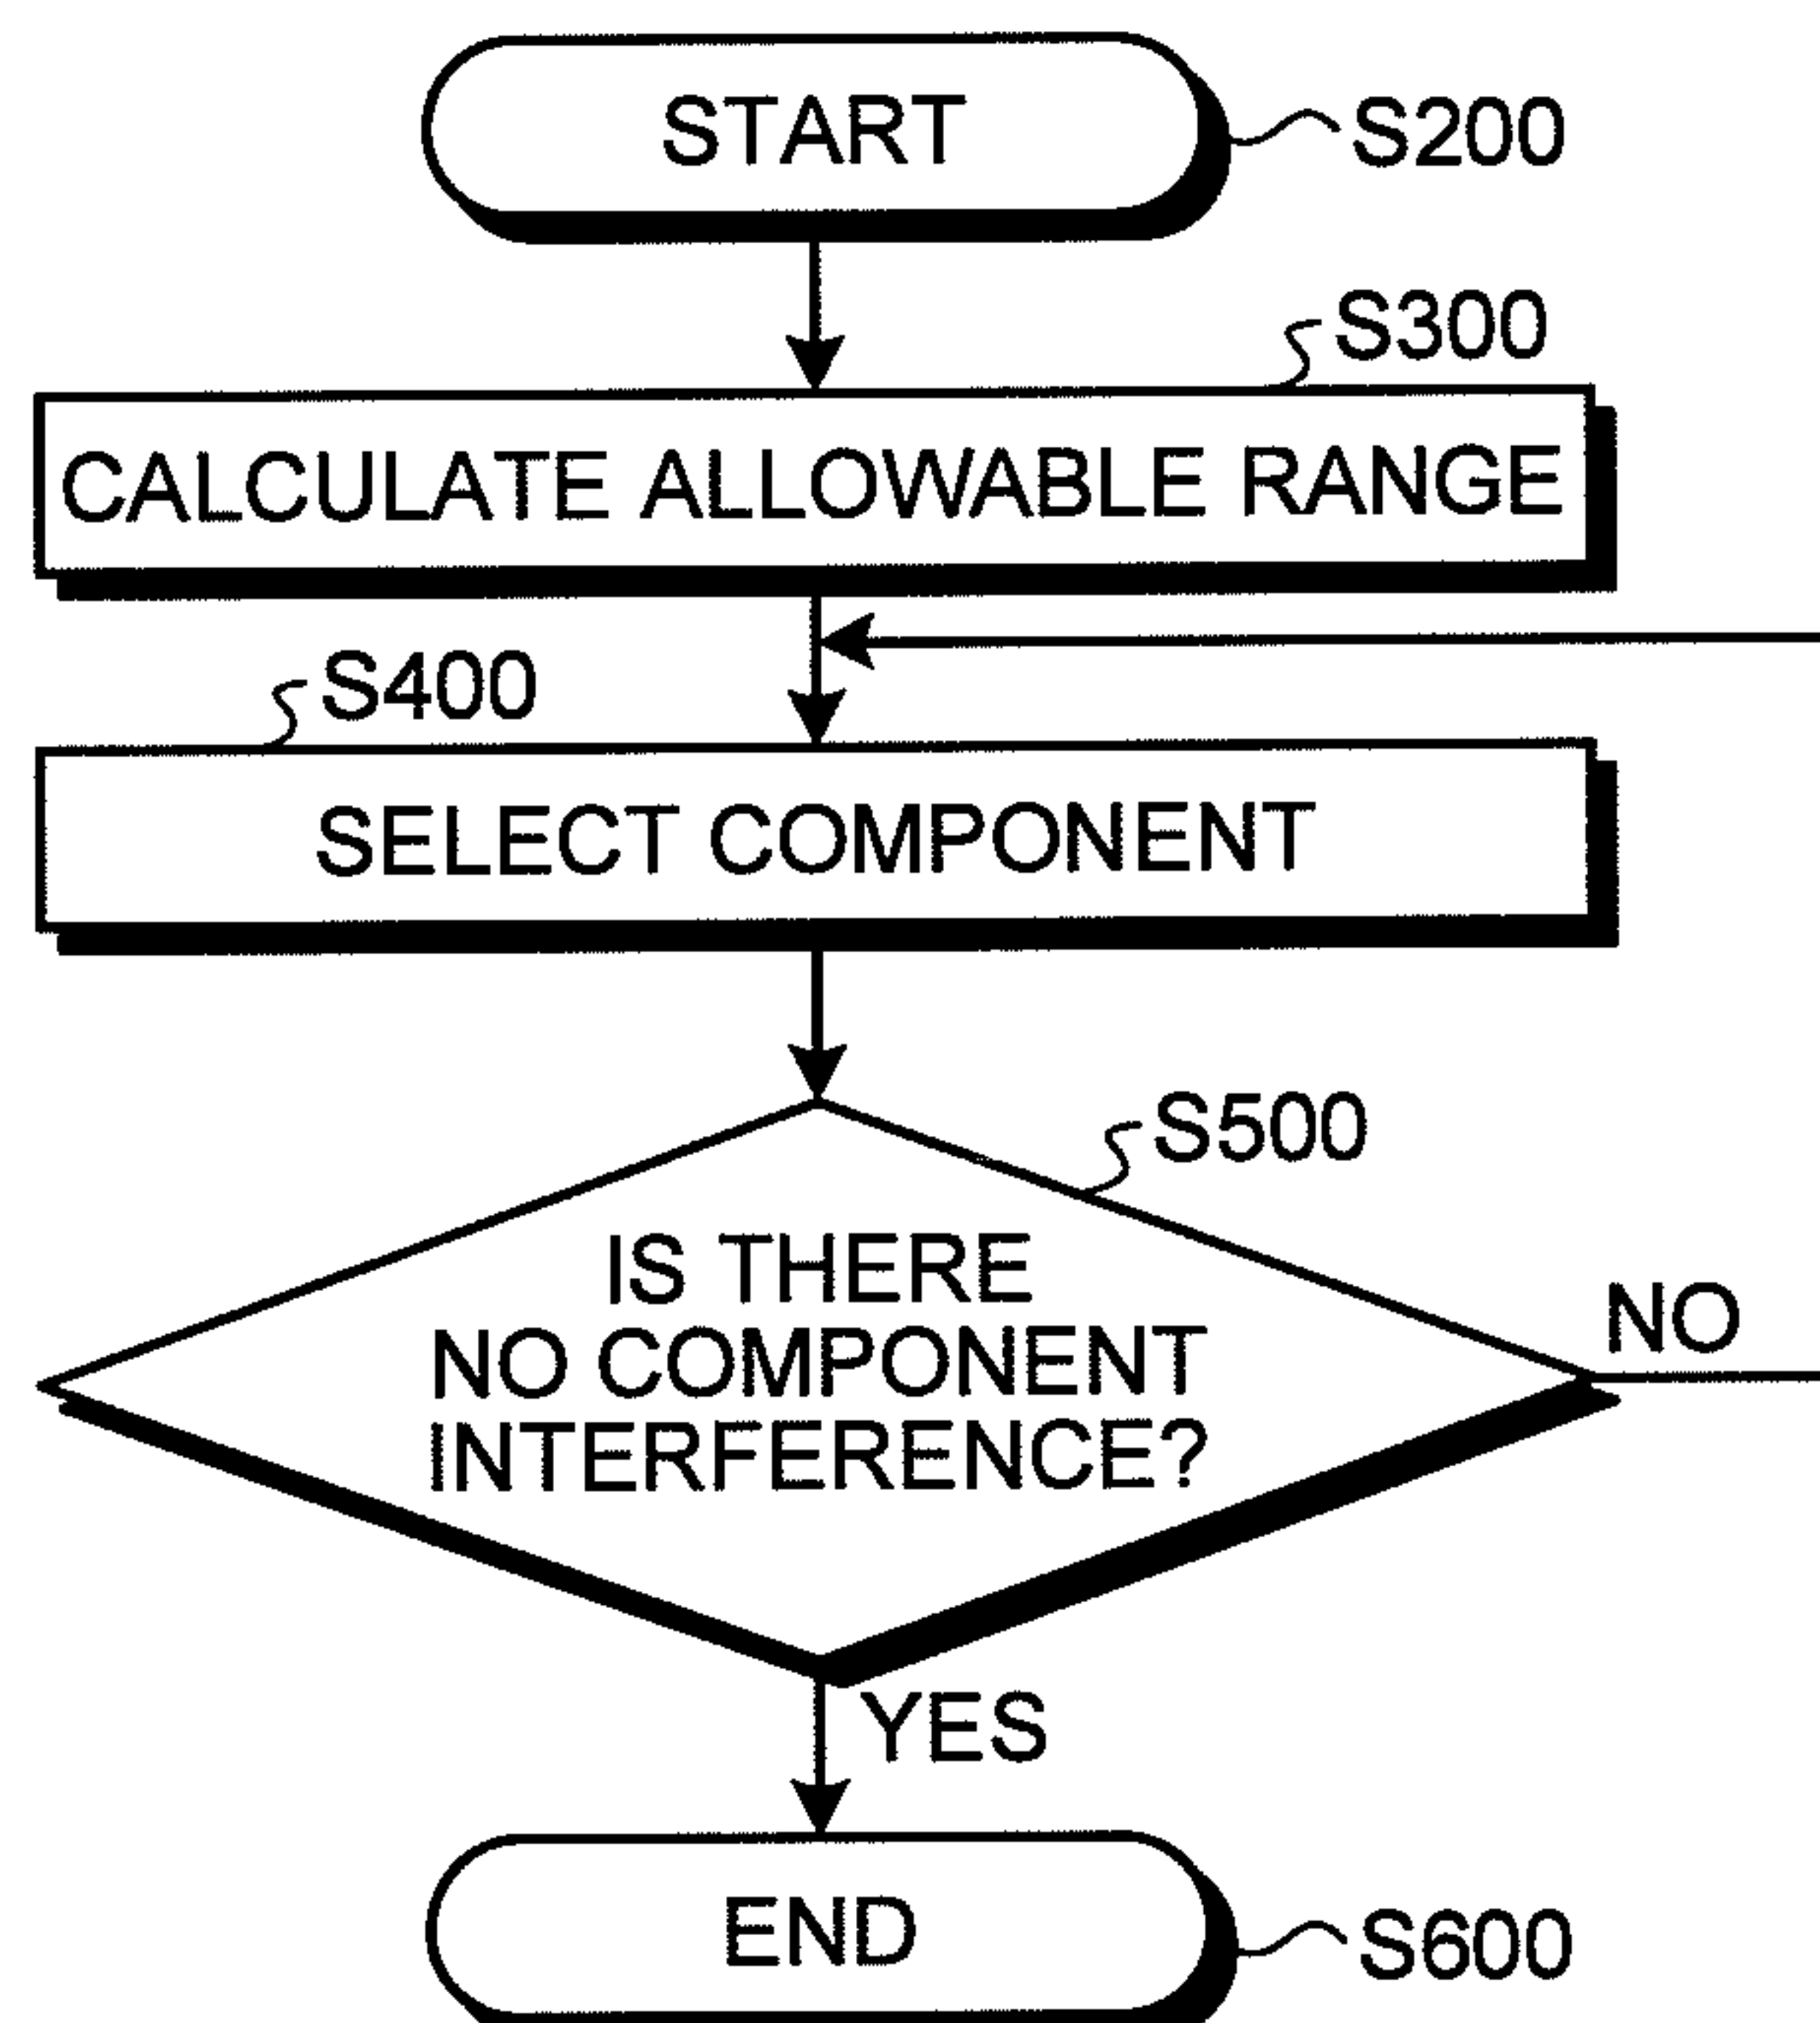 START
S200
S300
CALCULATE ALLOWABLE RANGE
S400
SELECT COMPONENT
S500
IS THERE
NO COMPONENT
INTERFERENCE?
NO
YES
END
S600